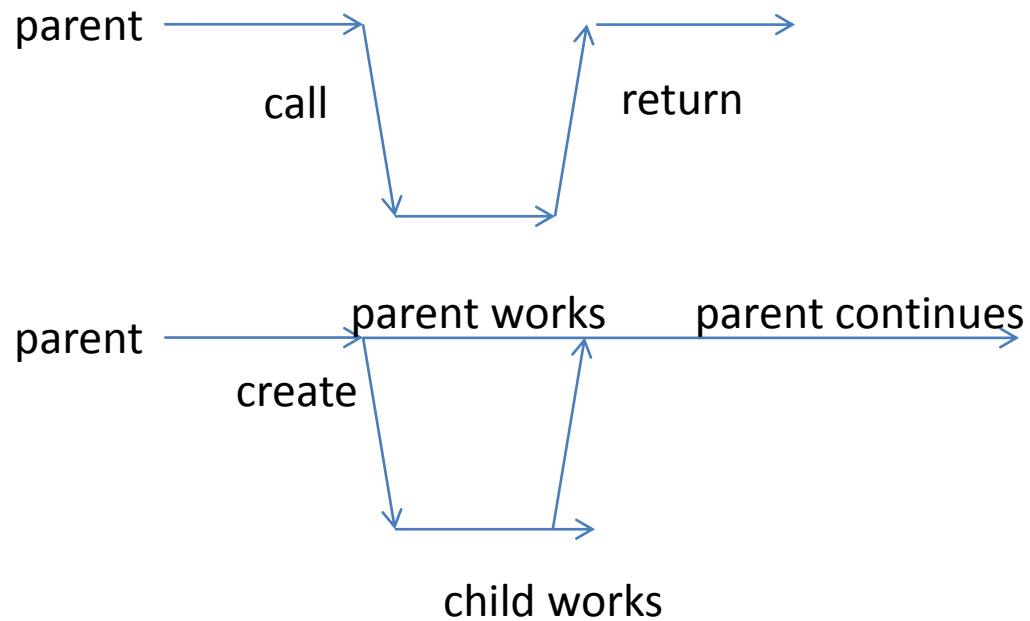 parent
call
return
parent works
parent continues
parent
create
child works